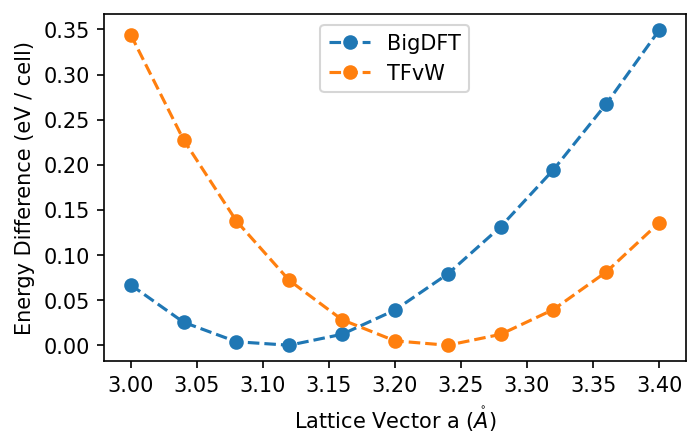 0.35
0.30
0.25
0.20
0.15
0.10
0.05
0.00
Energy Difference (eV / cell)
BigDFT
TFvW
3.00 3.05 3.10 3.15 3.20 3.25 3.30 3.35 3.40
Lattice Vector a (Å)